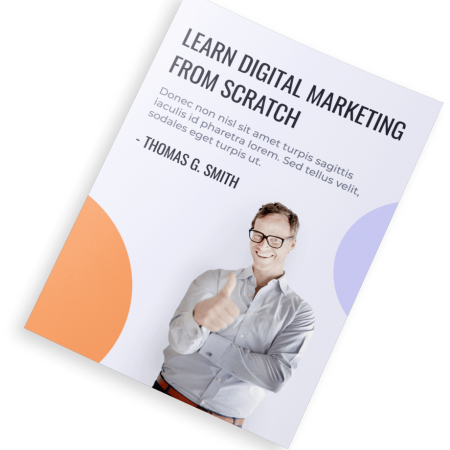 LEARN DIGITAL MARKETING
FROM SCRATCH
Donec non nisl sit amet turpis sagittis
iaculis id pharetra lorem. Sed tellus velit,
sodales eget turpis ut.
- THOMAS G. SMITH